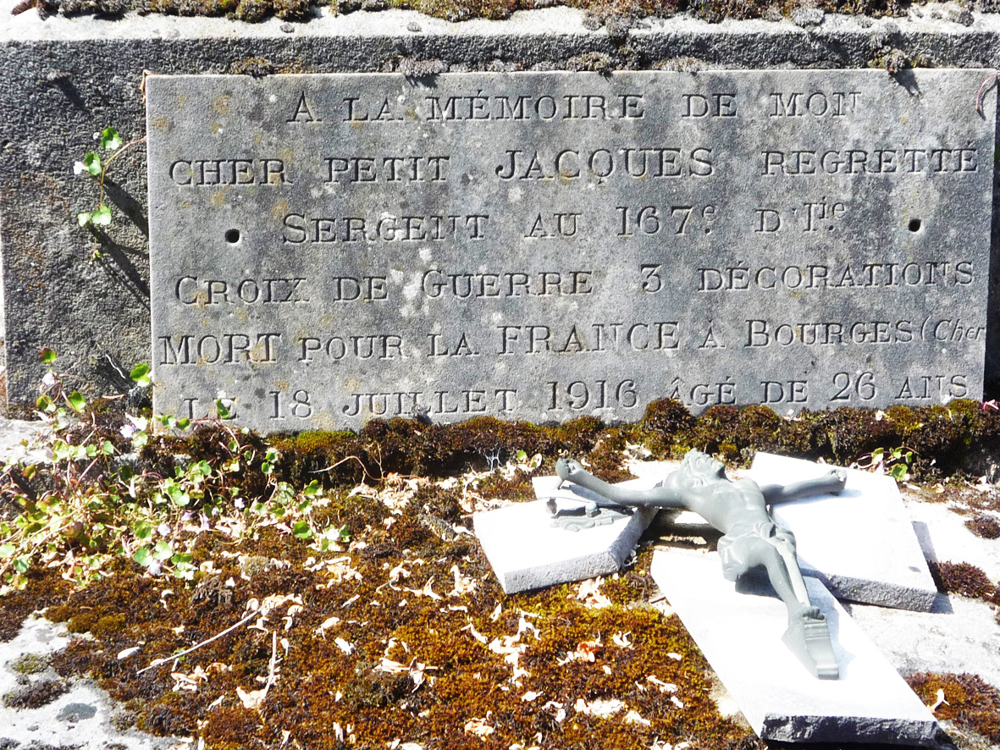 A LA MÉMOIRE DE MON
CHER PETIT JACQUES REGRETTÉ
SERGENT AU 167e D'Iie
CROIX DE GUERRE 3 DÉCORATIONS
MORT POUR LA FRANCE À BOURGES (Cher
LE 18 JUILLET 1916 ÂGÉ DE 26 ANS